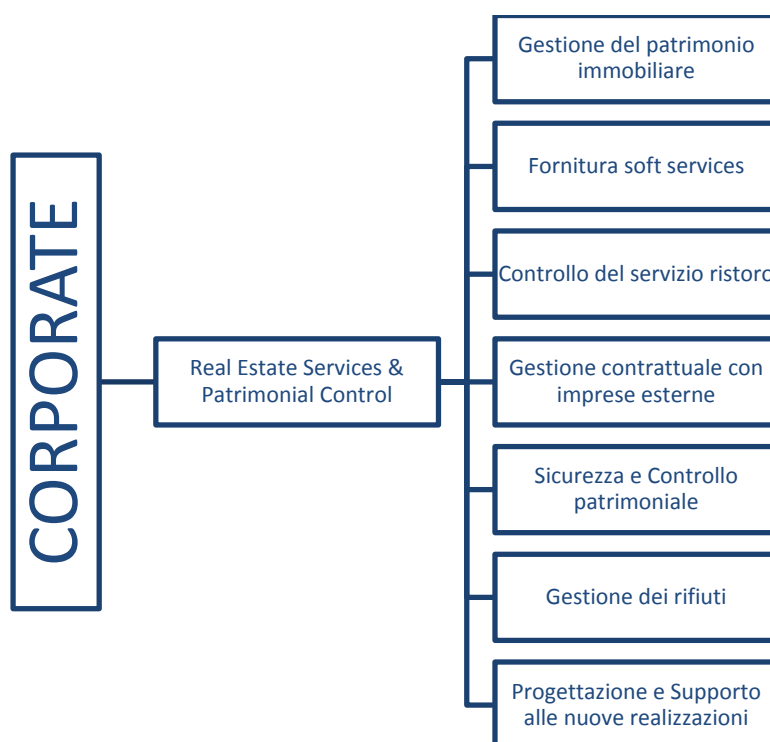 CORPORATE
Real Estate Services &
Patrimonial Control
Gestione del patrimonio
immobiliare
Fornitura soft services
Controllo del servizio ristoro
Gestione contrattuale con
imprese esterne
Sicurezza e Controllo
patrimoniale
Gestione dei rifiuti
Progettazione e Supporto
alle nuove realizzazioni